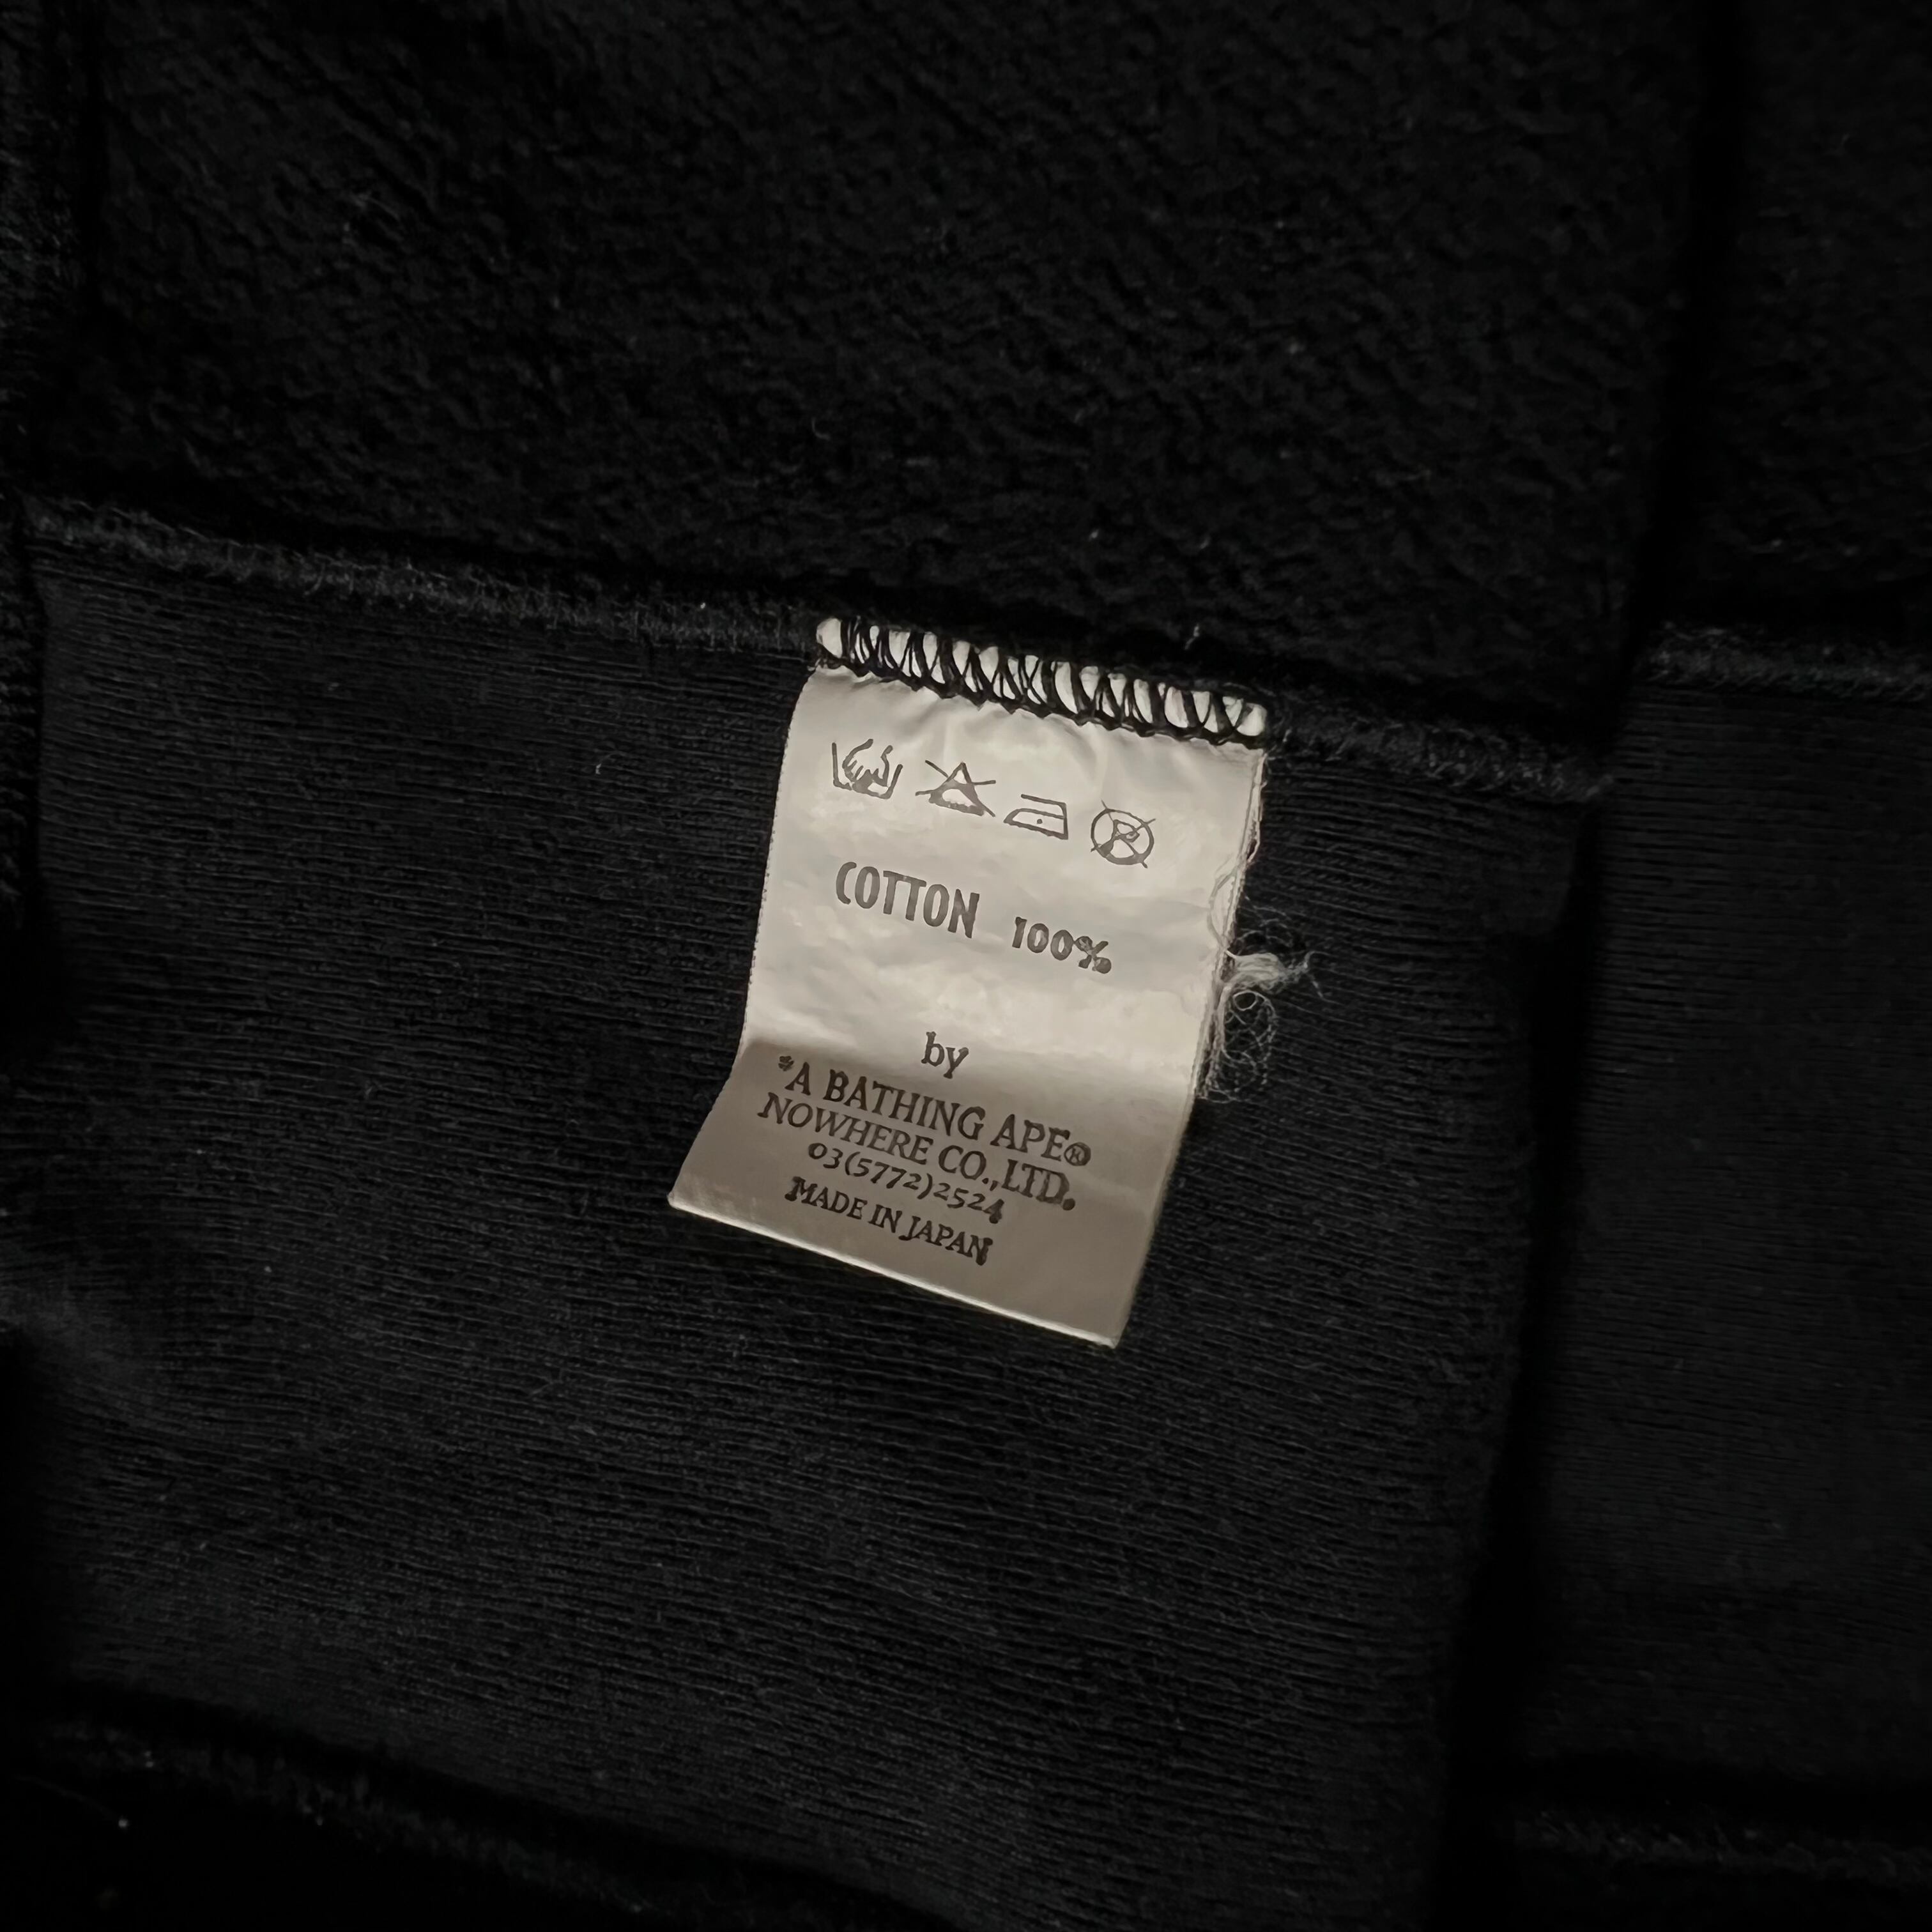 COTTON 100%
by
*A BATHING APE®
NOWHERE CO.,LTD.
03(5772)2524
MADE IN JAPAN